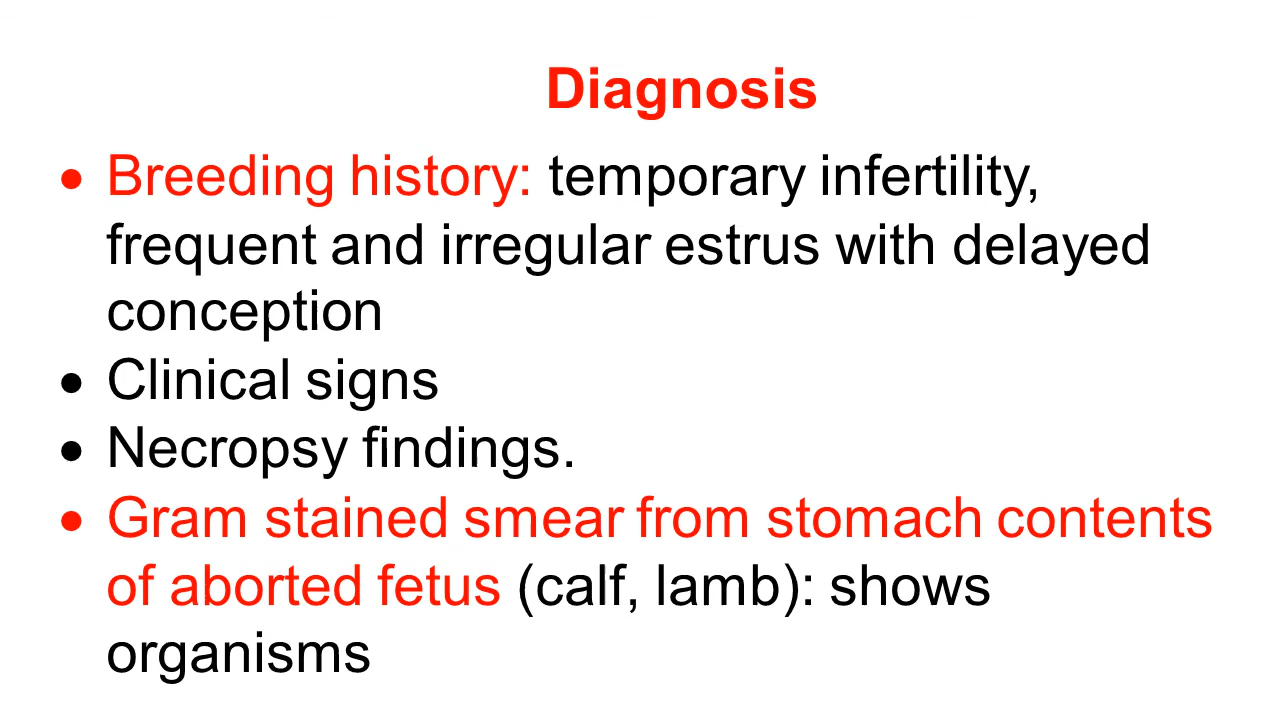 Diagnosis
• Breeding history: temporary infertility,
frequent and irregular estrus with delayed
conception
• Clinical signs
• Necropsy findings.
• Gram stained smear from stomach contents
of aborted fetus (calf, lamb): shows
organisms